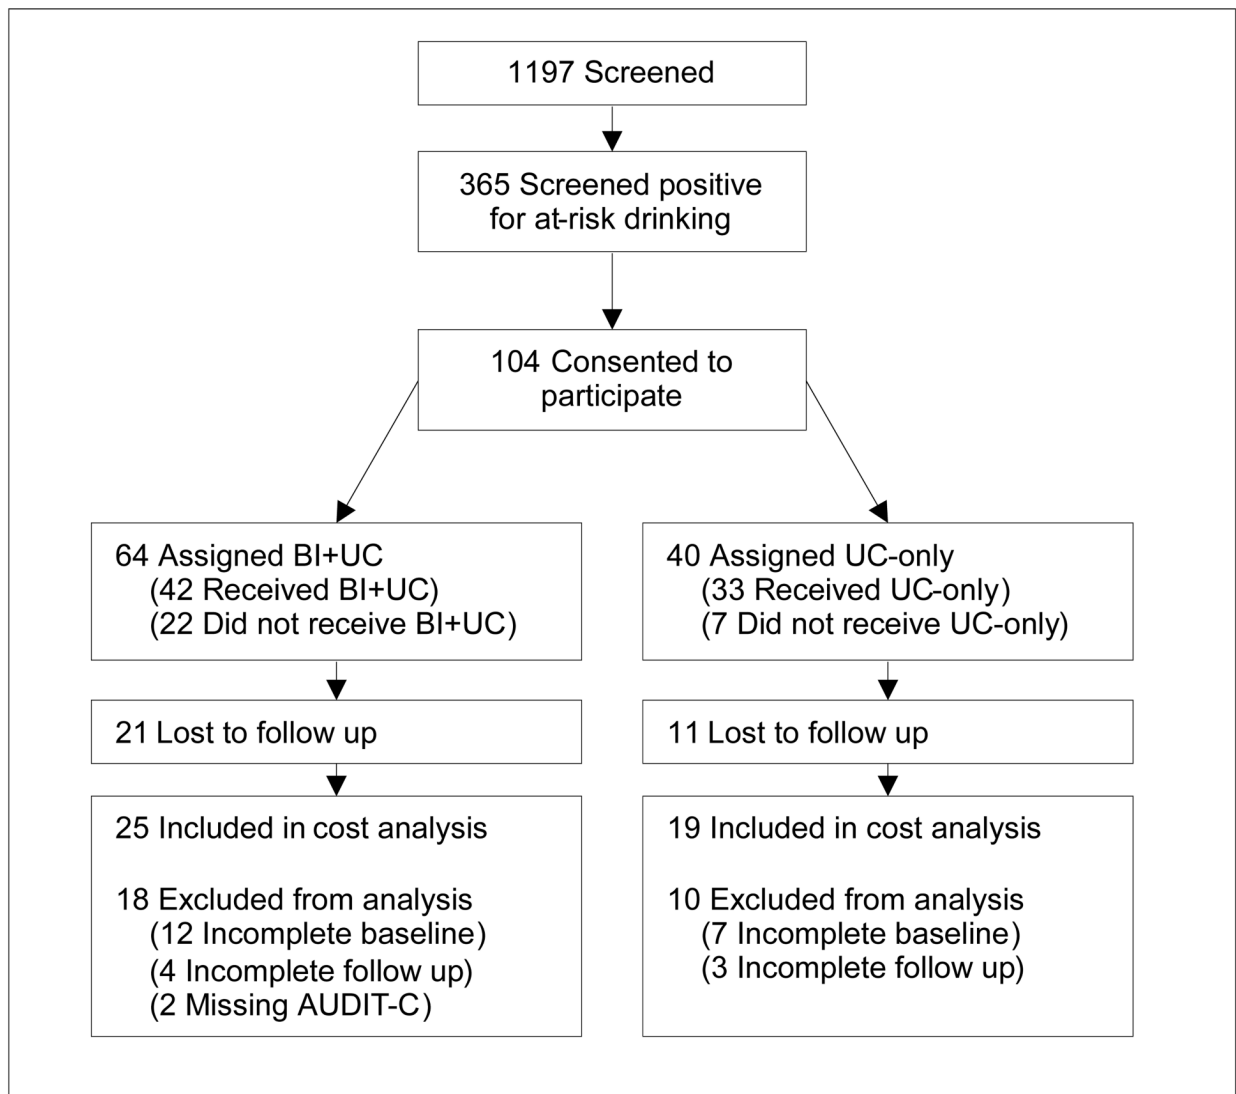 1197 Screened
365 Screened positive
for at-risk drinking
104 Consented to
participate
64 Assigned BI+UC
(42 Received BI+UC)
(22 Did not receive BI+UC)
40 Assigned UC-only
(33 Received UC-only)
(7 Did not receive UC-only)
21 Lost to follow up
11 Lost to follow up
25 Included in cost analysis
18 Excluded from analysis
(12 Incomplete baseline)
(4 Incomplete follow up)
(2 Missing AUDIT-C)
19 Included in cost analysis
10 Excluded from analysis
(7 Incomplete baseline)
(3 Incomplete follow up)